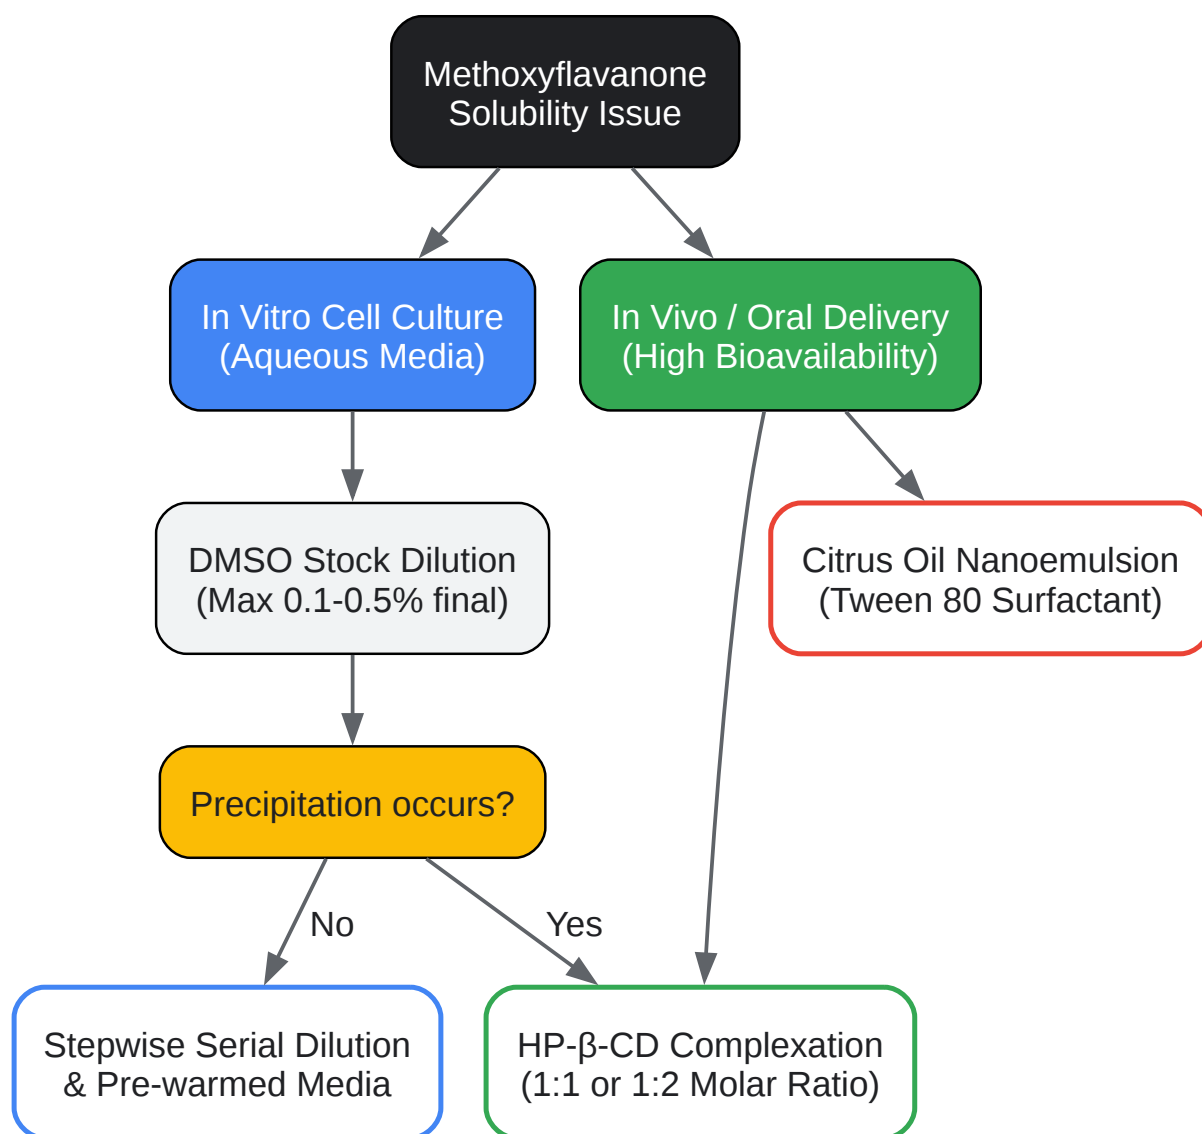 Methoxyflavanone
Solubility Issue
In Vitro Cell Culture
(Aqueous Media)
In Vivo / Oral Delivery
(High Bioavailability)
DMSO Stock Dilution
(Max 0.1-0.5% final)
Citrus Oil Nanoemulsion
(Tween 80 Surfactant)
Precipitation occurs?
No
Yes
Stepwise Serial Dilution
& Pre-warmed Media
HP-β-CD Complexation
(1:1 or 1:2 Molar Ratio)